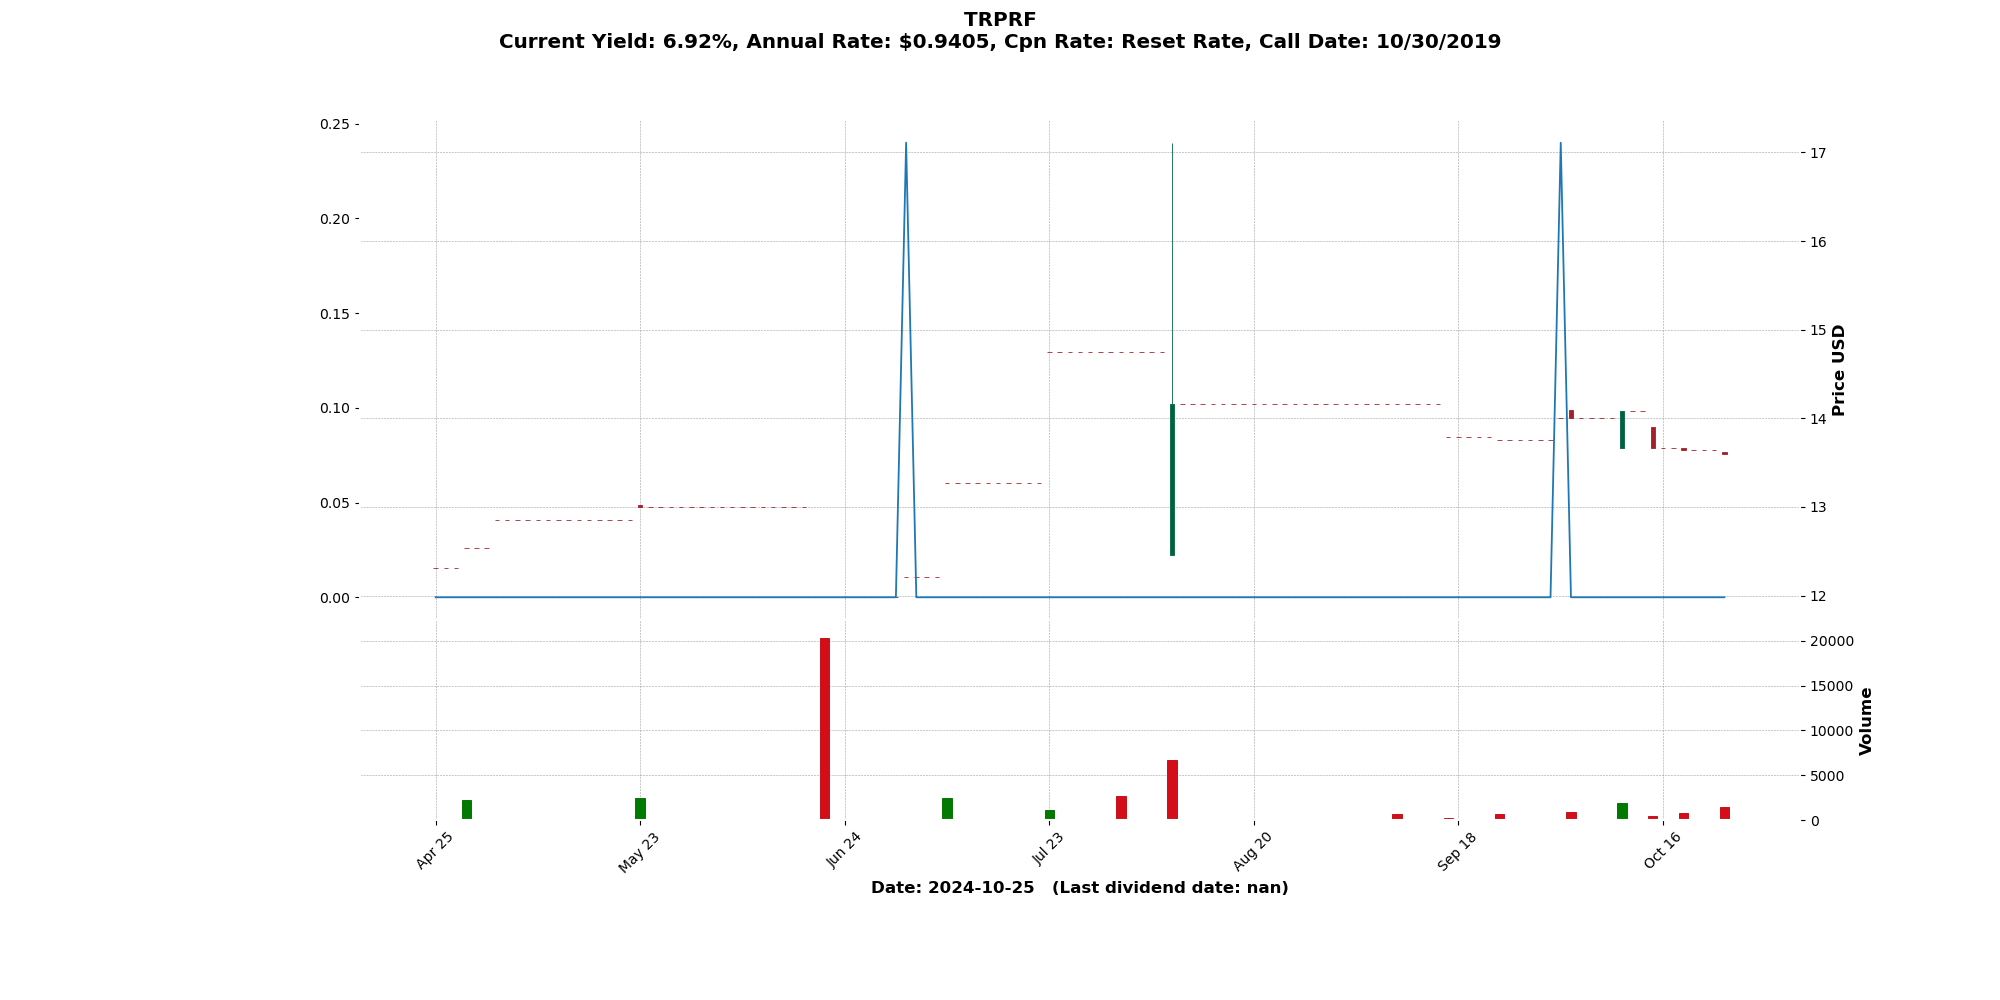 TRPRF
Current Yield: 6.92%, Annual Rate: $0.9405, Cpn Rate: Reset Rate, Call Date: 10/30/2019
0.25
0.20
0.15
0.10
0.05
0.00
17
16
15
14
13
12
Price USD
20000
15000
10000
5000
0
Volume
Apr 25
May 23
Jun 24
Jul 23
Aug 20
Sep 18
Oct 16
Date: 2024-10-25   (Last dividend date: nan)